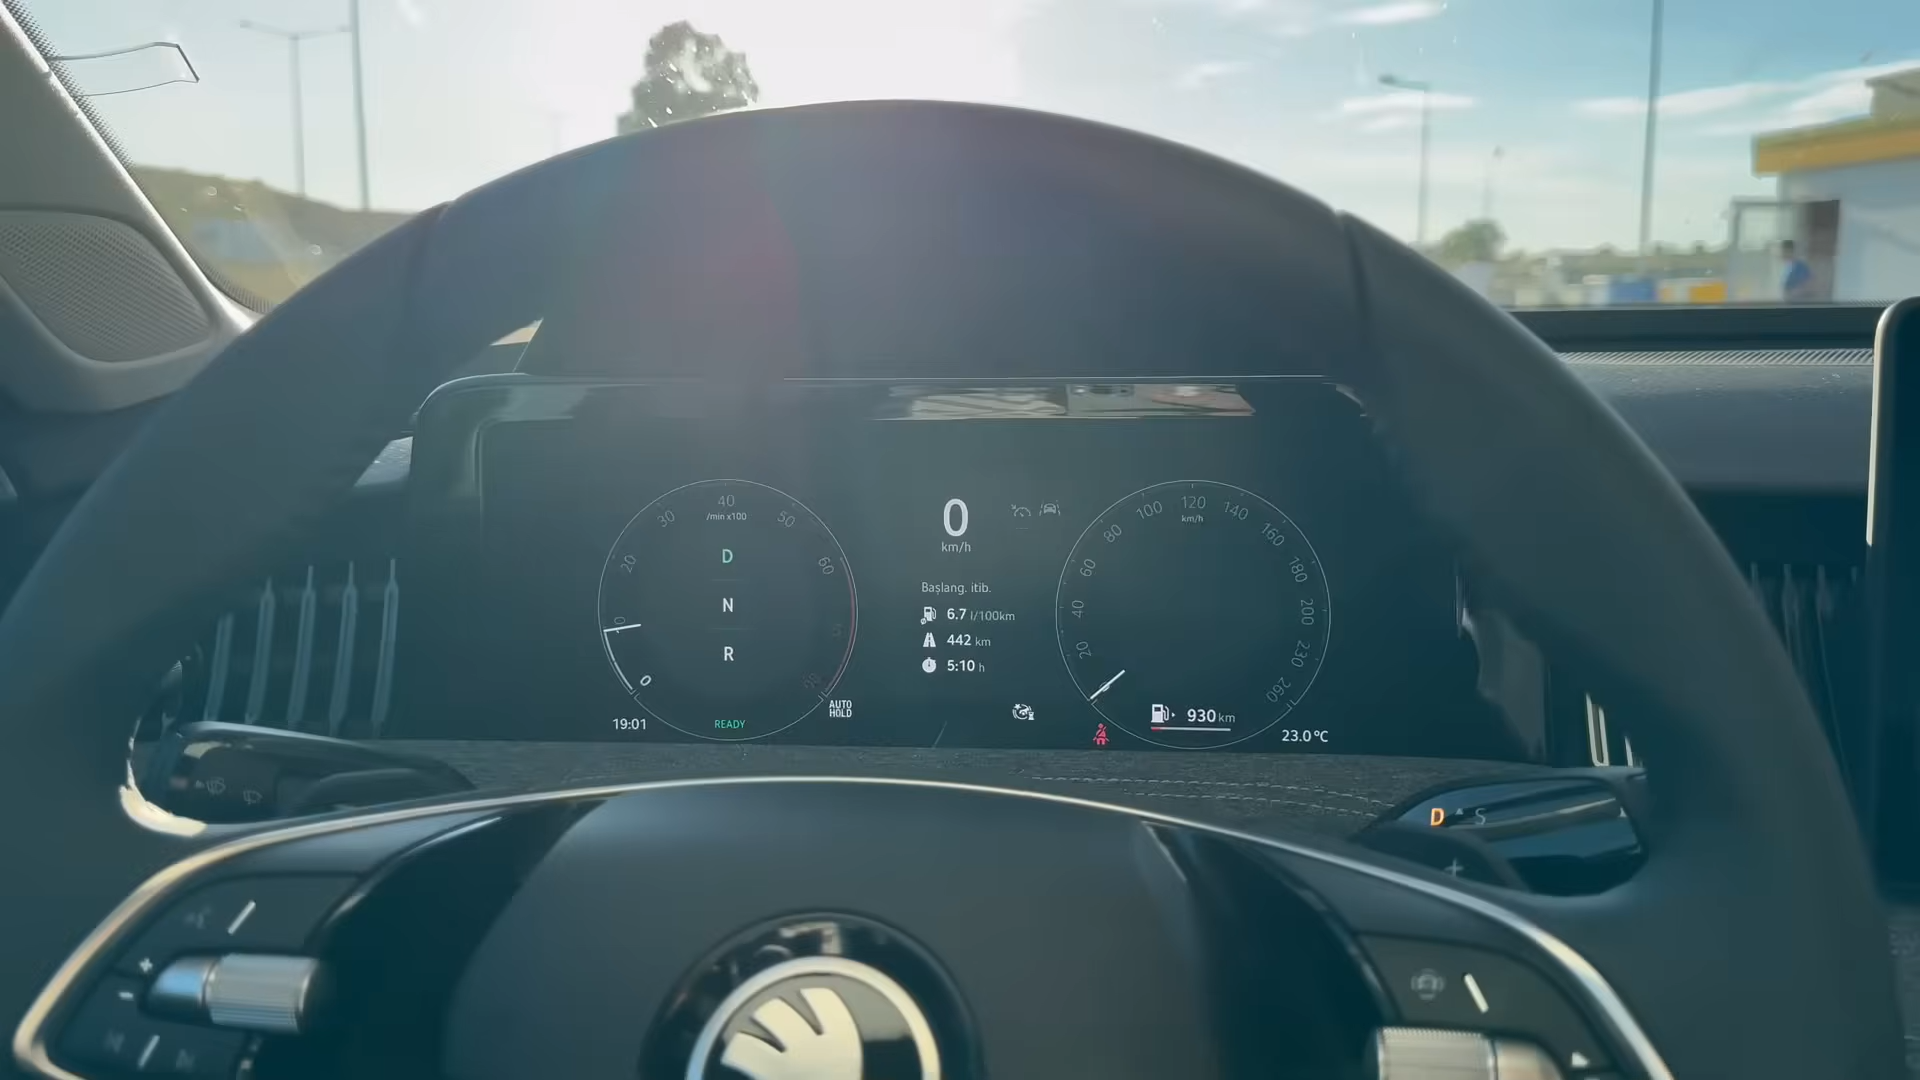 40
/min x100
30
50
20
60
D
N
R
0
19:01
READY
AUTO
HOLD
0
km/h
Başlang. itib.
6.7 l/100km
442 km
5:10 h
120
km/h
100
140
80
160
60
180
40
200
20
230
260
930 km
23.0°C
D S
+
+
-